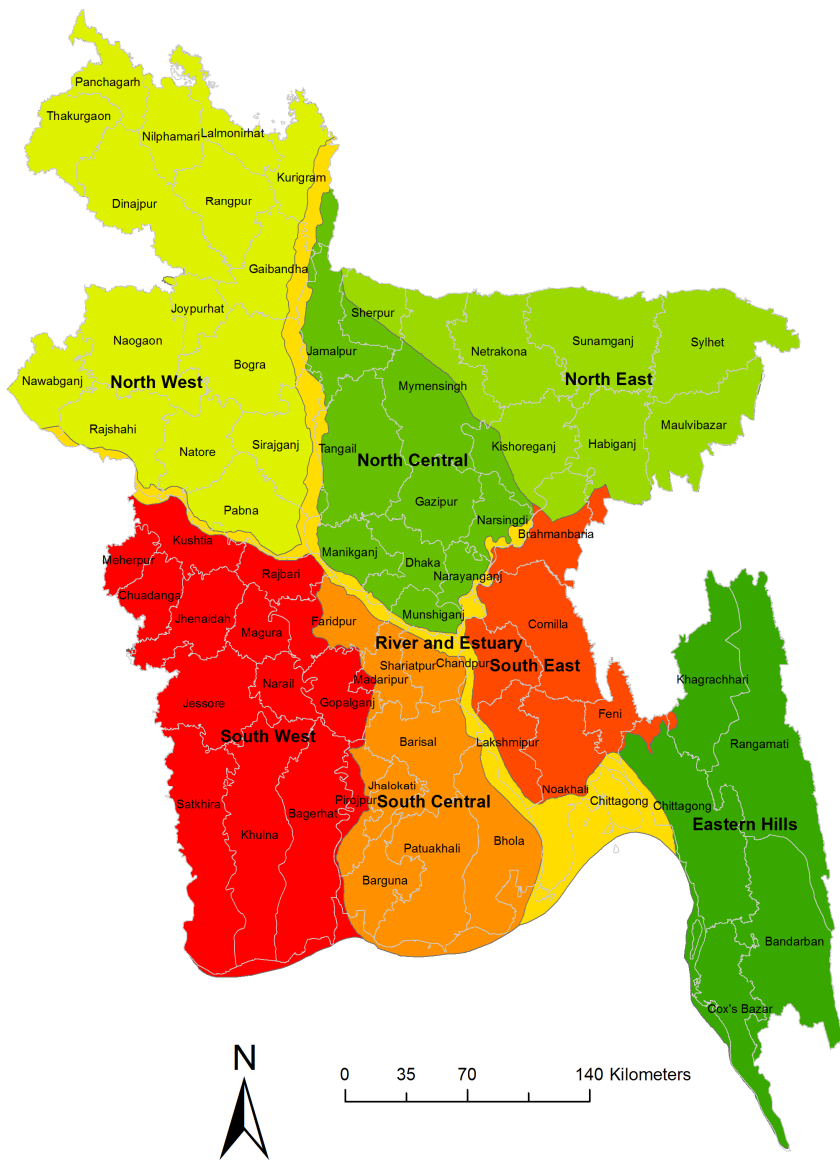 Panchagarh
Thakurgaon
Nilphamari
Lalmonirhat
Kurigram
Dinajpur
Rangpur
Gaibandha
Joypurhat
Naogaon
Bogra
Nawabganj
North West
Rajshahi
Natore
Sirajganj
Pabna
Sherpur
Jamalpur
Netrakona
Sunamganj
Sylhet
North East
Mymensingh
Maulvibazar
Kishoreganj
Habiganj
Tangail
North Central
Gazipur
Narsingdi
Brahmanbaria
Manikganj
Dhaka
Narayanganj
Munshiganj
Kushtia
Meherpur
Rajbari
Chuadanga
Jhenaidah
Magura
Faridpur
Comilla
River and Estuary
Shariatpur
Chandpur
South East
Madaripur
Narail
Gopalganj
Jessore
Khagrachhari
Feni
South West
Barisal
Lakshmipur
Rangamati
Jhalokati
Noakhali
Satkhira
Pirojpur
South Central
Chittagong
Chittagong
Bagerhat
Eastern Hills
Khulna
Patuakhali
Bhola
Barguna
Bandarban
Cox's Bazar
N
0 35 70 140 Kilometers